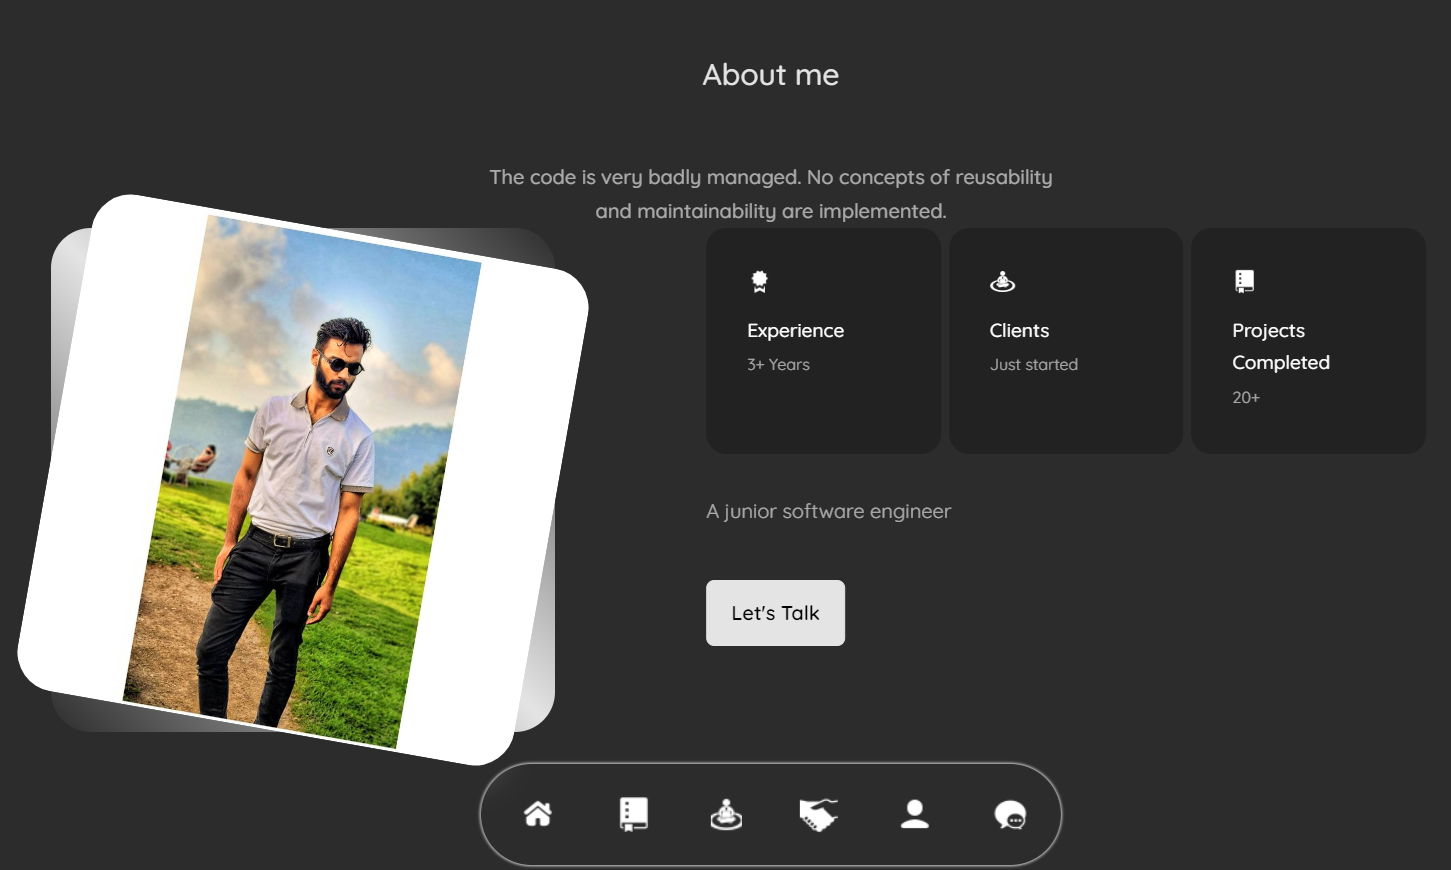 About me
The code is very badly managed. No concepts of reusability
and maintainability are implemented.
Experience
3+ Years
Clients
Just started
Projects
Completed
20+
A junior software engineer
Let's Talk